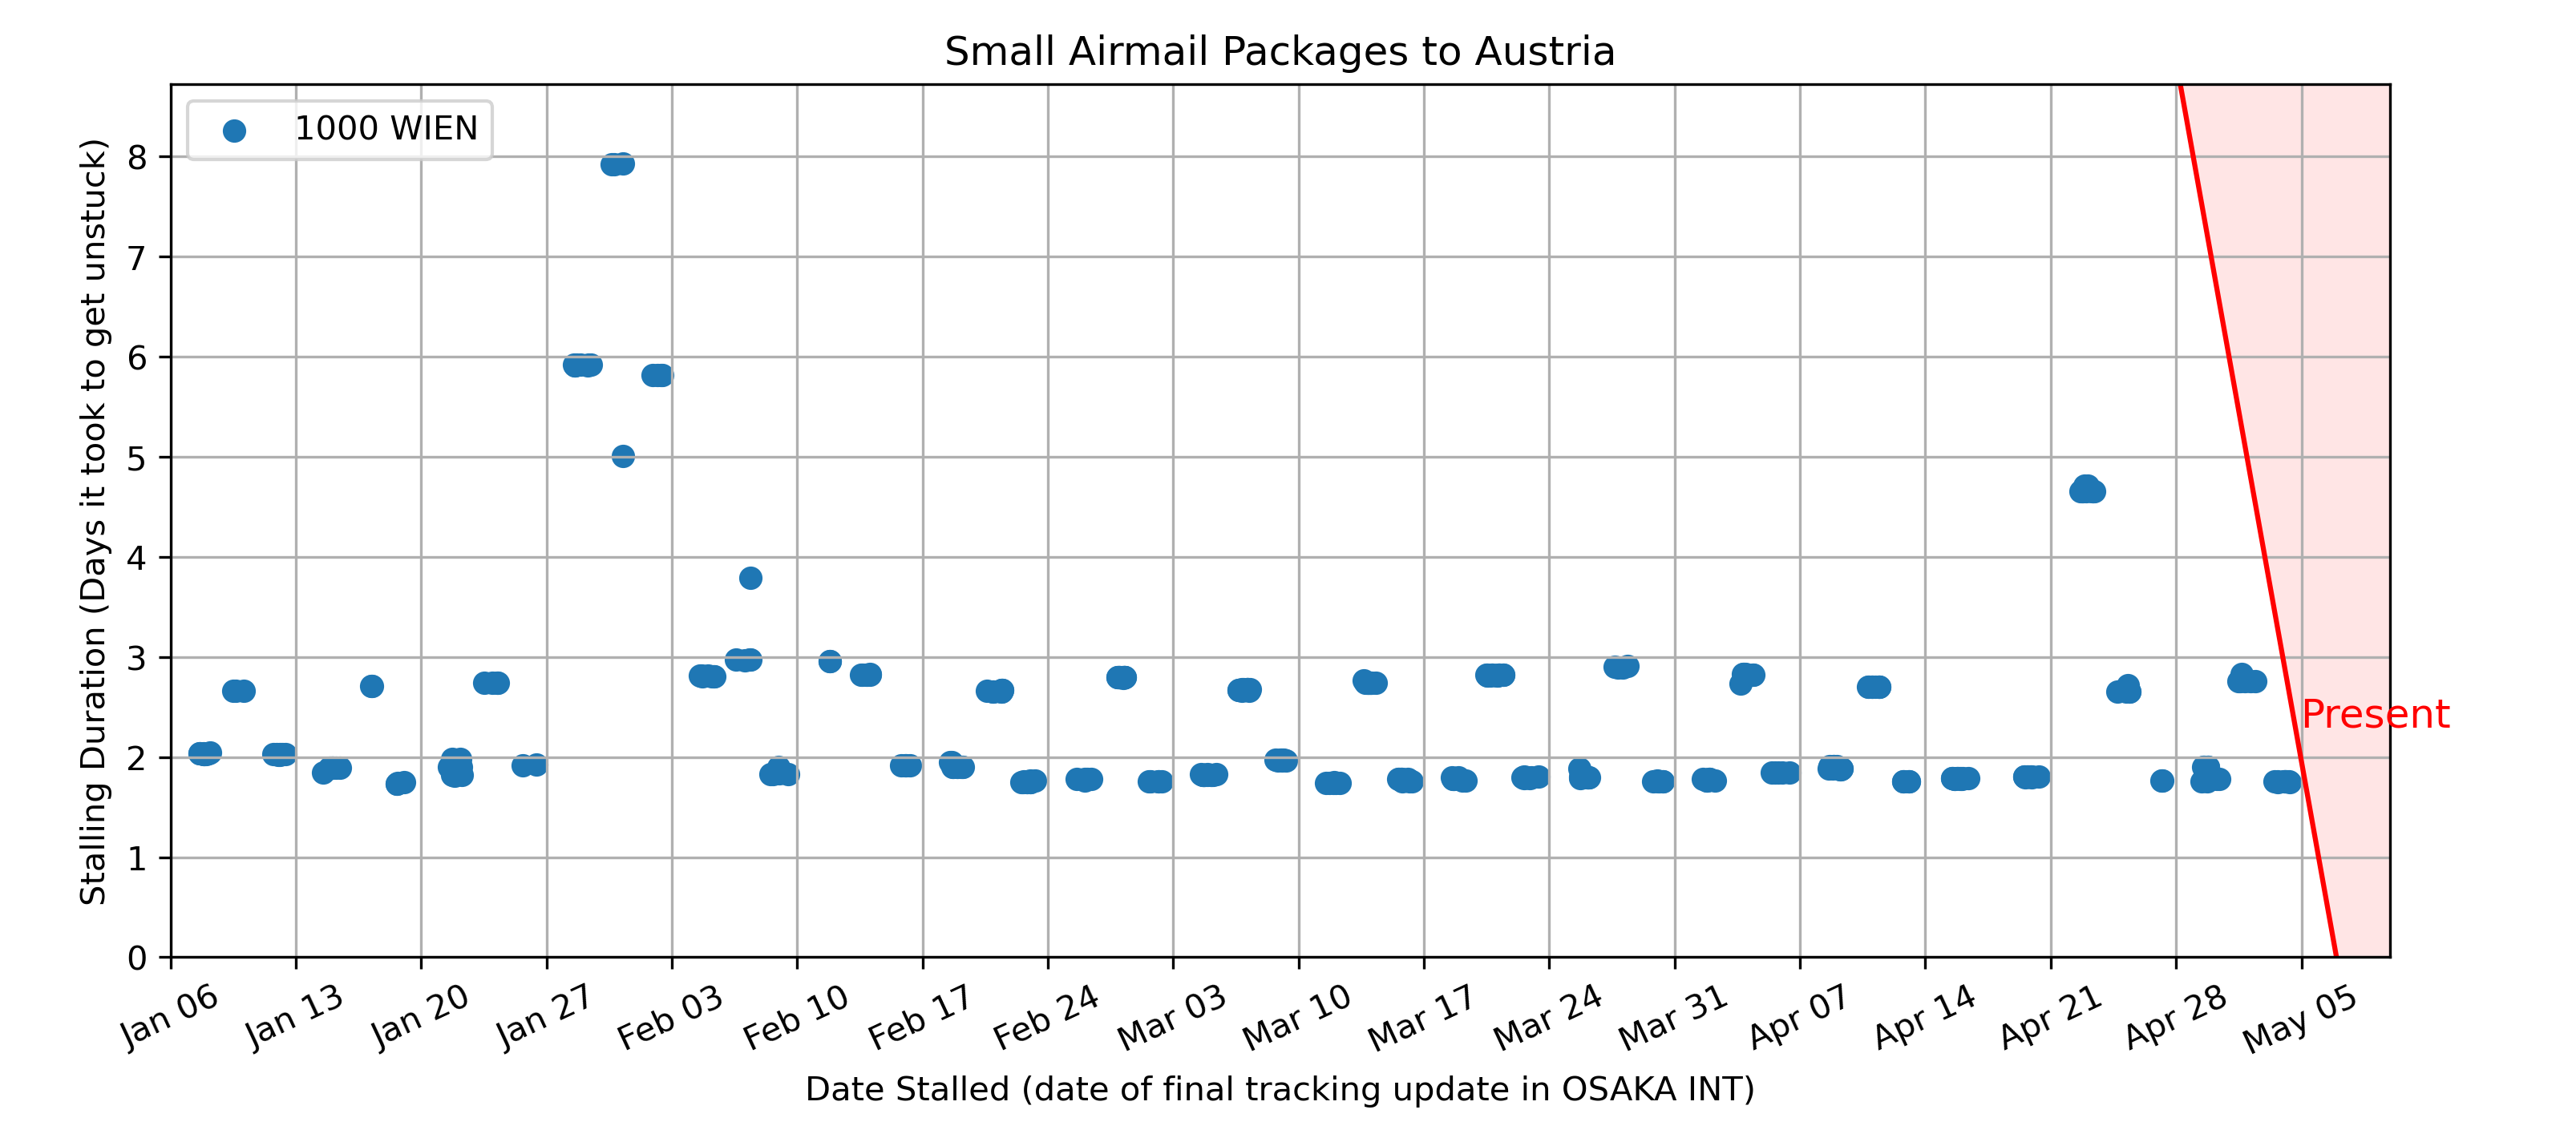 Small Airmail Packages to Austria
1000 WIEN
Stalling Duration (Days it took to get unstuck)
8
7
6
5
4
3
2
1
0
Present
Jan 06
Jan 13
Jan 20
Jan 27
Feb 03
Feb 10
Feb 17
Feb 24
Mar 03
Mar 10
Mar 17
Mar 24
Mar 31
Apr 07
Apr 14
Apr 21
Apr 28
May 05
Date Stalled (date of final tracking update in OSAKA INT)